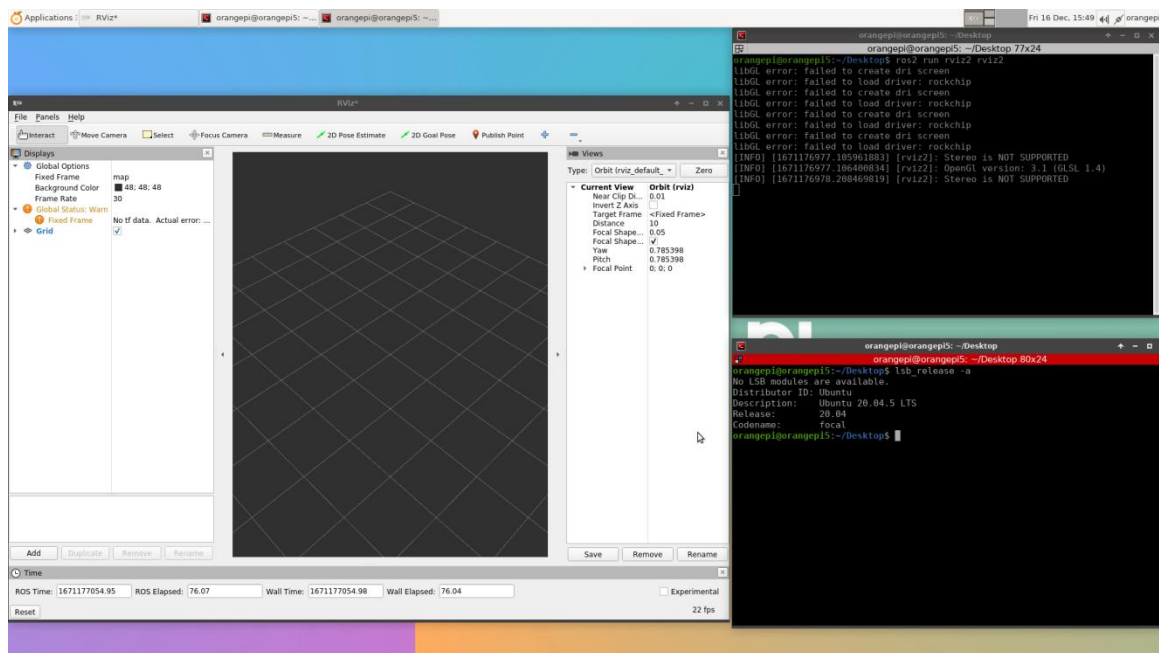 Applications RViz* orangepi@orangepi5: ~... orangepi@orangepi5: ~... Fri 16 Dec, 15:49 orangepi
RViz*
File Panels Help
Interact Move Camera Select Focus Camera Measure 2D Pose Estimate 2D Goal Pose Publish Point
Displays
Global Options
Fixed Frame map
Background Color 48; 48; 48
Frame Rate 30
Global Status: Warn
Fixed Frame No tf data. Actual error: ...
Grid
Add Duplicate Remove Rename
Views
Type: Orbit (rviz_default_ Zero
Current View Orbit (rviz)
Near Clip Di... 0.01
Invert Z Axis
Target Frame <Fixed Frame>
Distance 10
Focal Shape... 0.05
Focal Shape...
Yaw 0.785398
Pitch 0.785398
Focal Point 0; 0; 0
Save Remove Rename
Time
ROS Time: 1671177054.95 ROS Elapsed: 76.07 Wall Time: 1671177054.98 Wall Elapsed: 76.04 Experimental
Reset 22 fps
orangepi@orangepi5: ~/Desktop
orangepi@orangepi5: ~/Desktop 77x24
orangepi@orangepi5:~/Desktop$ ros2 run rviz2 rviz2
libGL error: failed to create dri screen
libGL error: failed to load driver: rockchip
libGL error: failed to create dri screen
libGL error: failed to load driver: rockchip
libGL error: failed to create dri screen
libGL error: failed to load driver: rockchip
libGL error: failed to create dri screen
libGL error: failed to load driver: rockchip
[INFO] [1671176977.105961883] [rviz2]: Stereo is NOT SUPPORTED
[INFO] [1671176977.106400834] [rviz2]: OpenGl version: 3.1 (GLSL 1.4)
[INFO] [1671176978.208469819] [rviz2]: Stereo is NOT SUPPORTED
orangepi@orangepi5: ~/Desktop
orangepi@orangepi5: ~/Desktop 80x24
orangepi@orangepi5:~/Desktop$ lsb_release -a
No LSB modules are available.
Distributor ID: Ubuntu
Description: Ubuntu 20.04.5 LTS
Release: 20.04
Codename: focal
orangepi@orangepi5:~/Desktop$